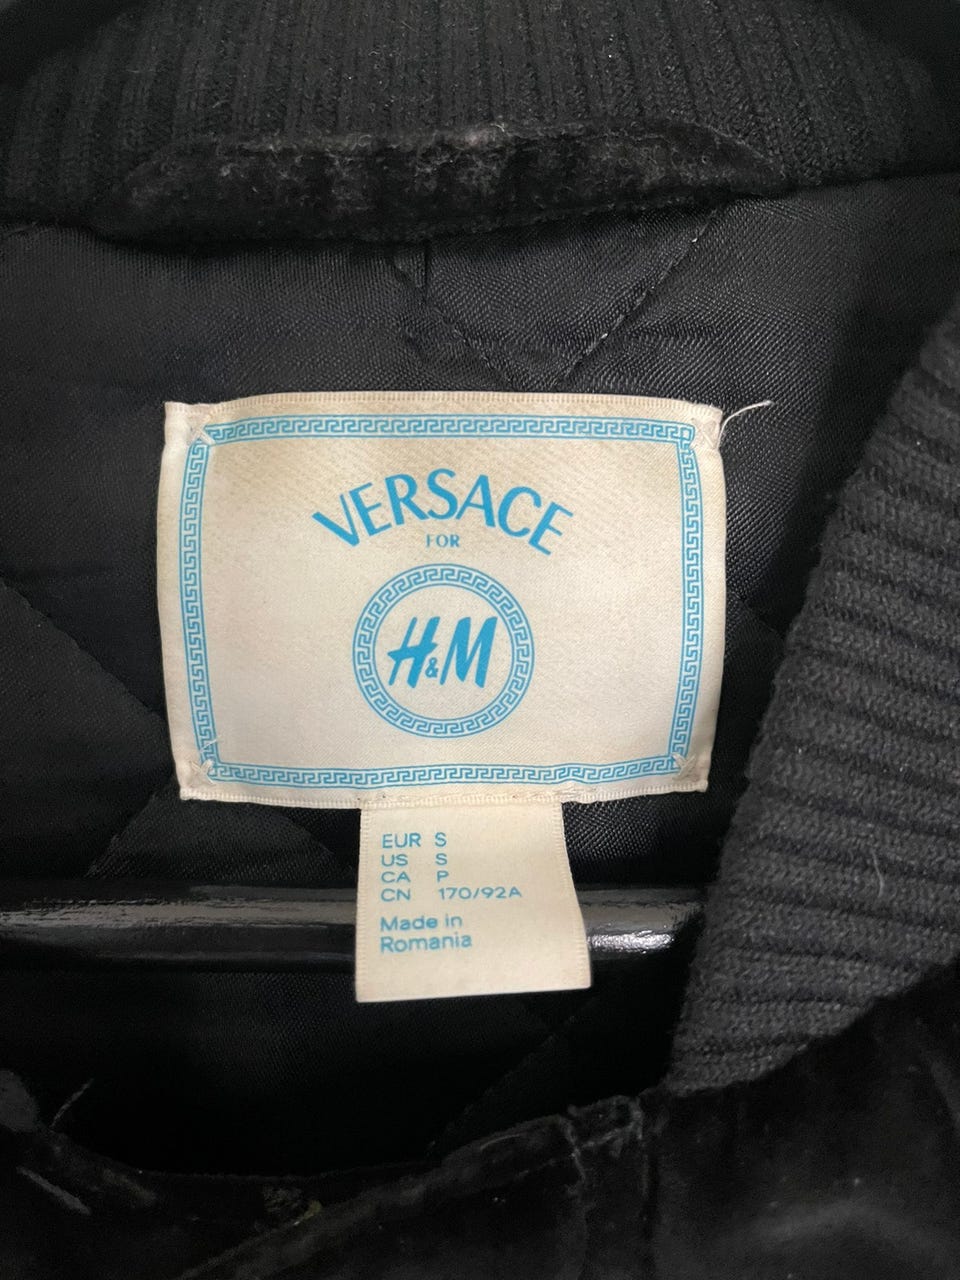 VERSACE
FOR
H&M
EUR S
US S
CA P
CN 170/92A
Made in
Romania